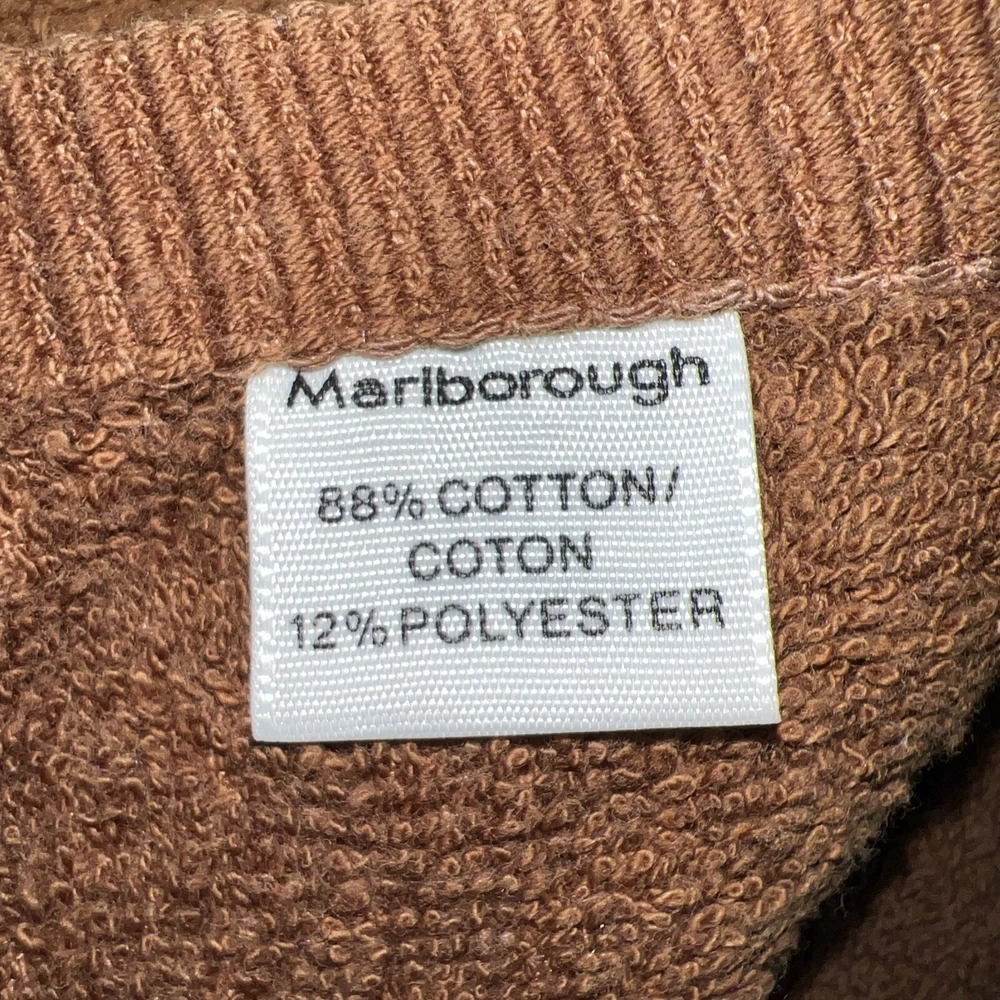 Marlborough
88% COTTON/
COTON
12% POLYESTER